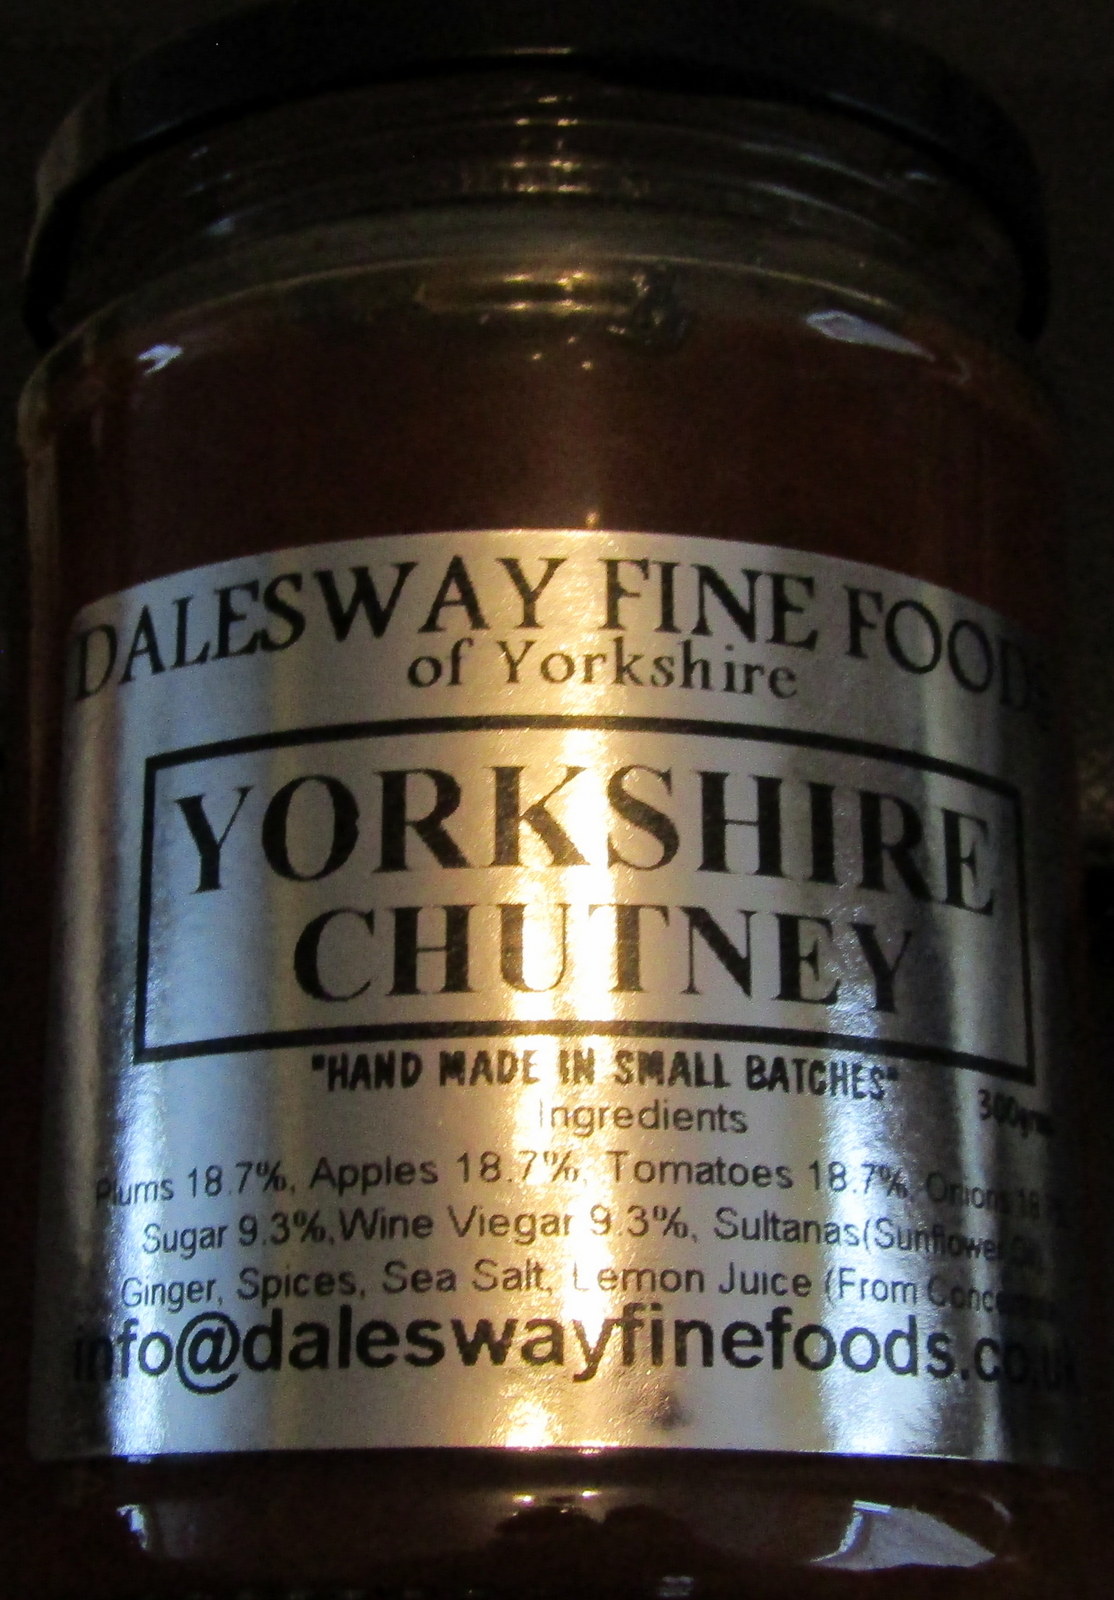 DALESWAY FINE FOODS
of Yorkshire
YORKSHIRE
CHUTNEY
"HAND MADE IN SMALL BATCHES"
Ingredients
Plums 18.7%, Apples 18.7%, Tomatoes 18.7%, Onions
Sugar 9.3%,Wine Viegar 9.3%, Sultanas(Sunflower
Ginger, Spices, Sea Salt, Lemon Juice (From
info@daleswayfinefoods.co.uk